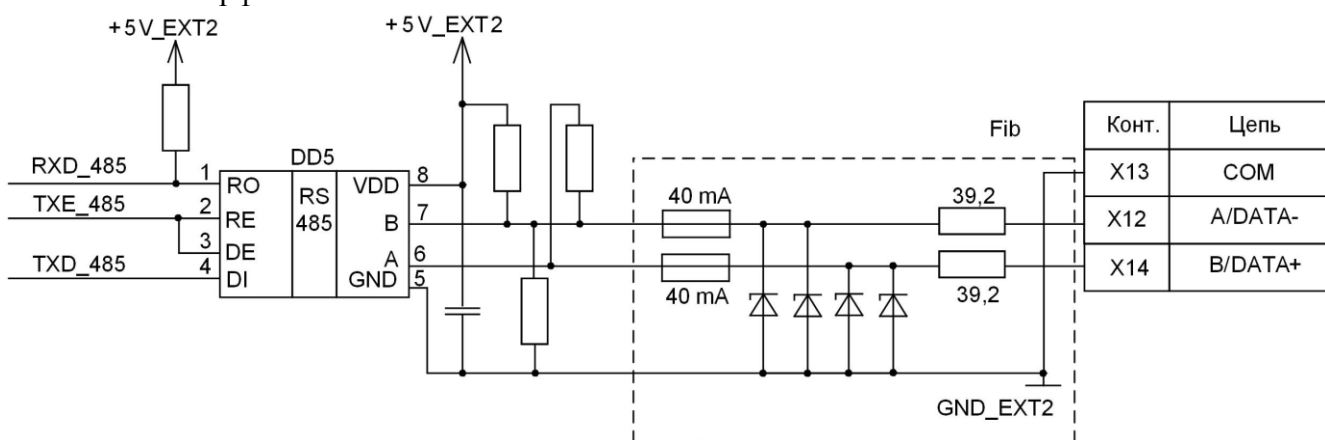 +5V_EXT2
+5V_EXT2
Fib
Конт.
Цепь
DD5
RXD_485
1
RO
RS
485
VDD
8
40 mA
39,2
X13
COM
TXE_485
2
RE
B
7
X12
A/DATA-
3
DE
A
6
TXD_485
4
DI
GND
5
40 mA
39,2
X14
B/DATA+
GND_EXT2